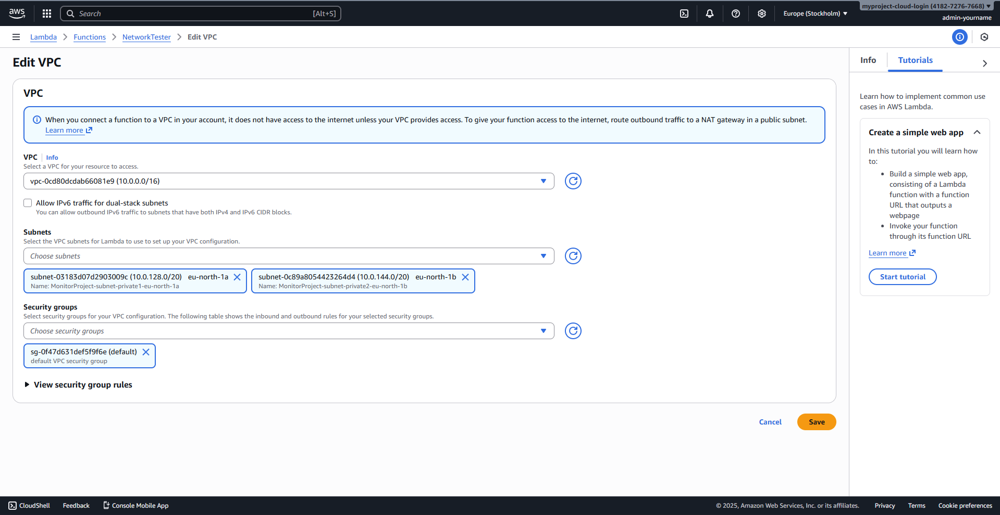 aws
Search
[Alt+S]
Europe (Stockholm)
myproject-cloud-login (4182-7276-7668)
admin-yourname
Lambda
Functions
NetworkTester
Edit VPC
Edit VPC
VPC
When you connect a function to a VPC in your account, it does not have access to the internet unless your VPC provides access. To give your function access to the internet, route outbound traffic to a NAT gateway in a public subnet.
Learn more
VPC
Info
Select a VPC for your resource to access.
vpc-0cd80dcdab66081e9 (10.0.0.0/16)
Allow IPv6 traffic for dual-stack subnets
You can allow outbound IPv6 traffic to subnets that have both IPv4 and IPv6 CIDR blocks.
Subnets
Select the VPC subnets for Lambda to use to set up your VPC configuration.
Choose subnets
subnet-03183d07d2903009c (10.0.128.0/20) eu-north-1a
Name: MonitorProject-subnet-private1-eu-north-1a
subnet-0c89a8054423264d4 (10.0.144.0/20) eu-north-1b
Name: MonitorProject-subnet-private2-eu-north-1b
Security groups
Select security groups for your VPC configuration. The following table shows the inbound and outbound rules for your selected security groups.
Choose security groups
sg-0f47d631def5f9f6e (default)
default VPC security group
View security group rules
Cancel
Save
Info
Tutorials
Learn how to implement common use
cases in AWS Lambda.
Create a simple web app
In this tutorial you will learn how
to:
• Build a simple web app,
consisting of a Lambda
function with a function
URL that outputs a
webpage
• Invoke your function
through its function URL
Learn more
Start tutorial
CloudShell
Feedback
Console Mobile App
© 2025, Amazon Web Services, Inc. or its affiliates.
Privacy
Terms
Cookie preferences